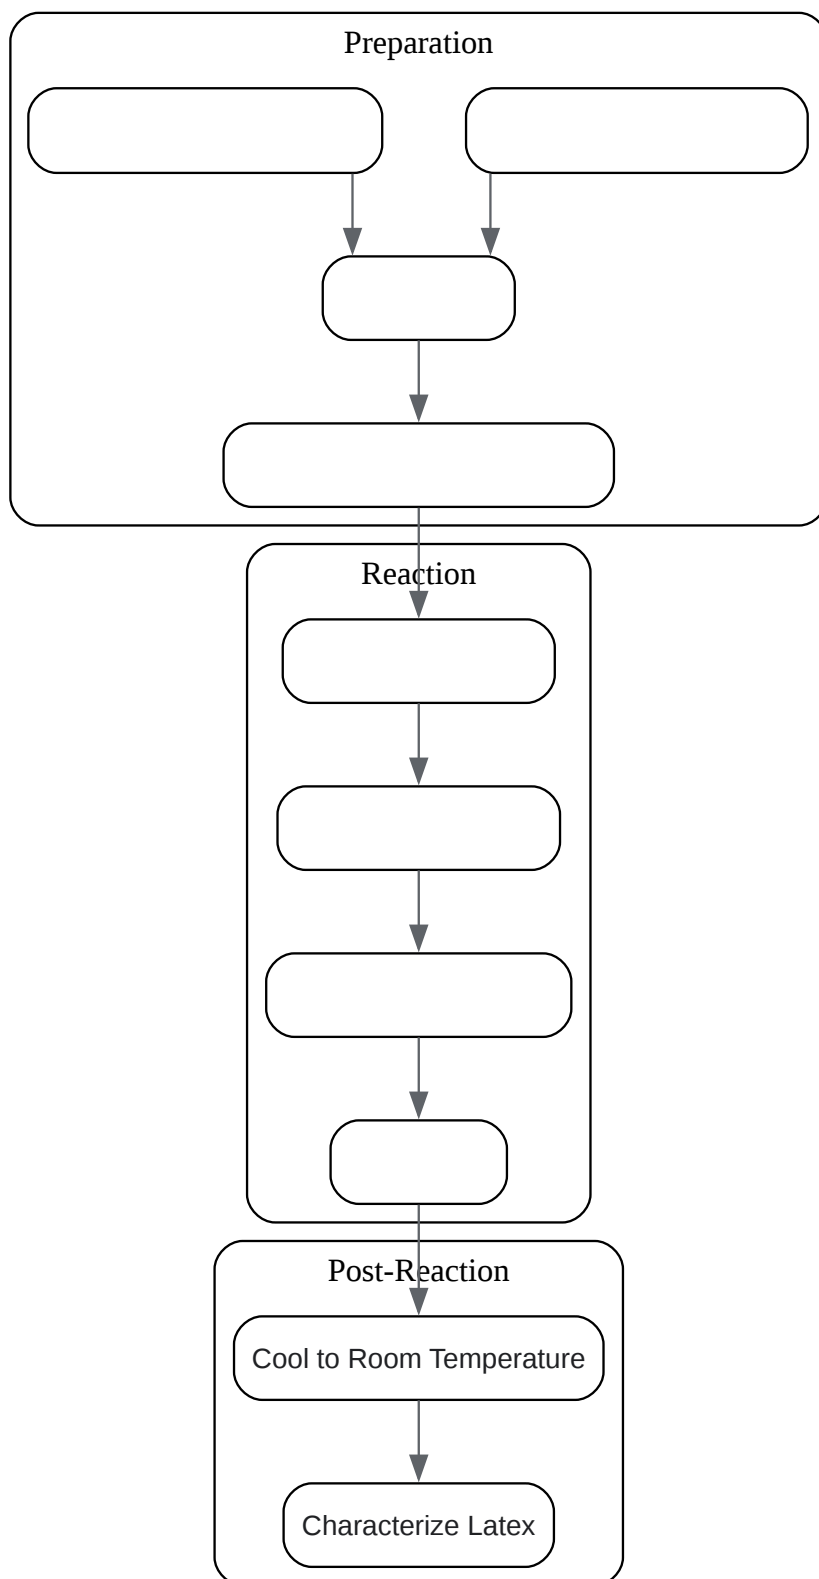 Preparation
Reaction
Post-Reaction
Cool to Room Temperature
Characterize Latex